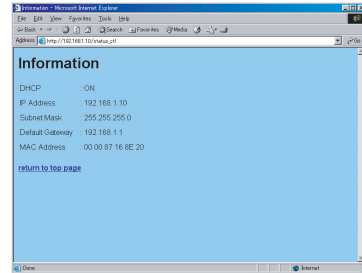 Information - Microsoft Internet Explorer
File Edit View Favorites Tools Help
Back Search Favorites Media
Address http://192.168.1.10/status_ctl Go
Information
DHCP : ON
IP Address : 192.168.1.10
Subnet Mask : 255.255.255.0
Default Gateway : 192.168.1.1
MAC Address : 00 00 87 16 8E 20
return to top page
Done Internet